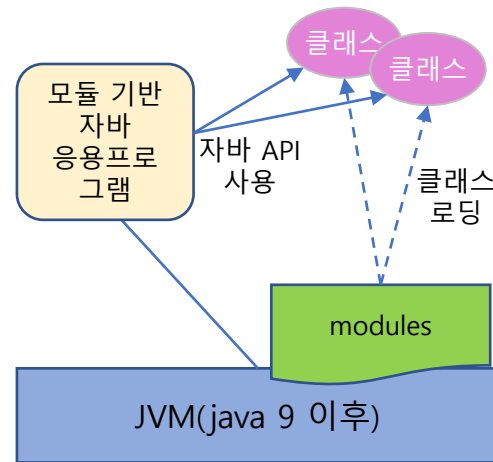 클래스
클래스
모듈 기반
자바
응용프로
그램
자바 API
사용
클래스
로딩
modules
JVM(java 9 이후)